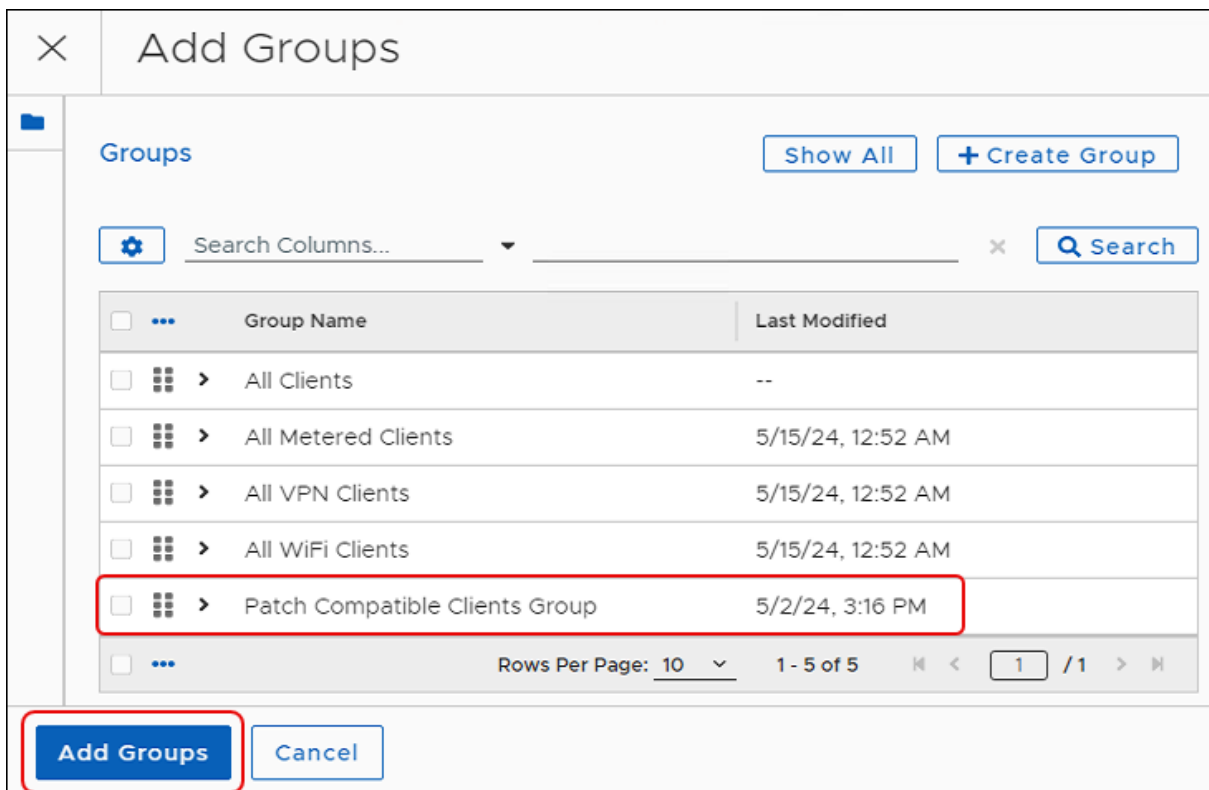 Add Groups
Groups
Show All
+ Create Group
Search Columns...
Search
Group Name Last Modified
All Clients --
All Metered Clients 5/15/24, 12:52 AM
All VPN Clients 5/15/24, 12:52 AM
All WiFi Clients 5/15/24, 12:52 AM
Patch Compatible Clients Group 5/2/24, 3:16 PM
Rows Per Page: 10 1 - 5 of 5 1 / 1
Add Groups Cancel